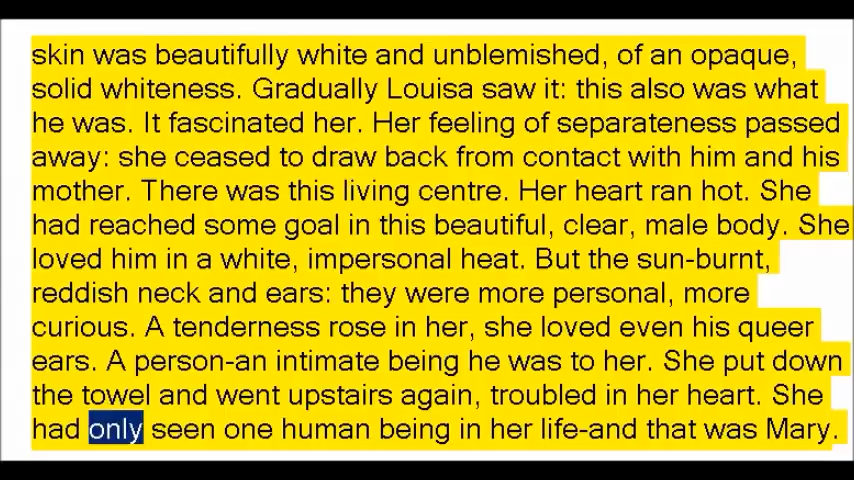 skin was beautifully white and unblemished, of an opaque,
solid whiteness. Gradually Louisa saw it: this also was what
he was. It fascinated her. Her feeling of separateness passed
away: she ceased to draw back from contact with him and his
mother. There was this living centre. Her heart ran hot. She
had reached some goal in this beautiful, clear, male body. She
loved him in a white, impersonal heat. But the sun-burnt,
reddish neck and ears: they were more personal, more
curious. A tenderness rose in her, she loved even his queer
ears. A person-an intimate being he was to her. She put down
the towel and went upstairs again, troubled in her heart. She
had only seen one human being in her life-and that was Mary.